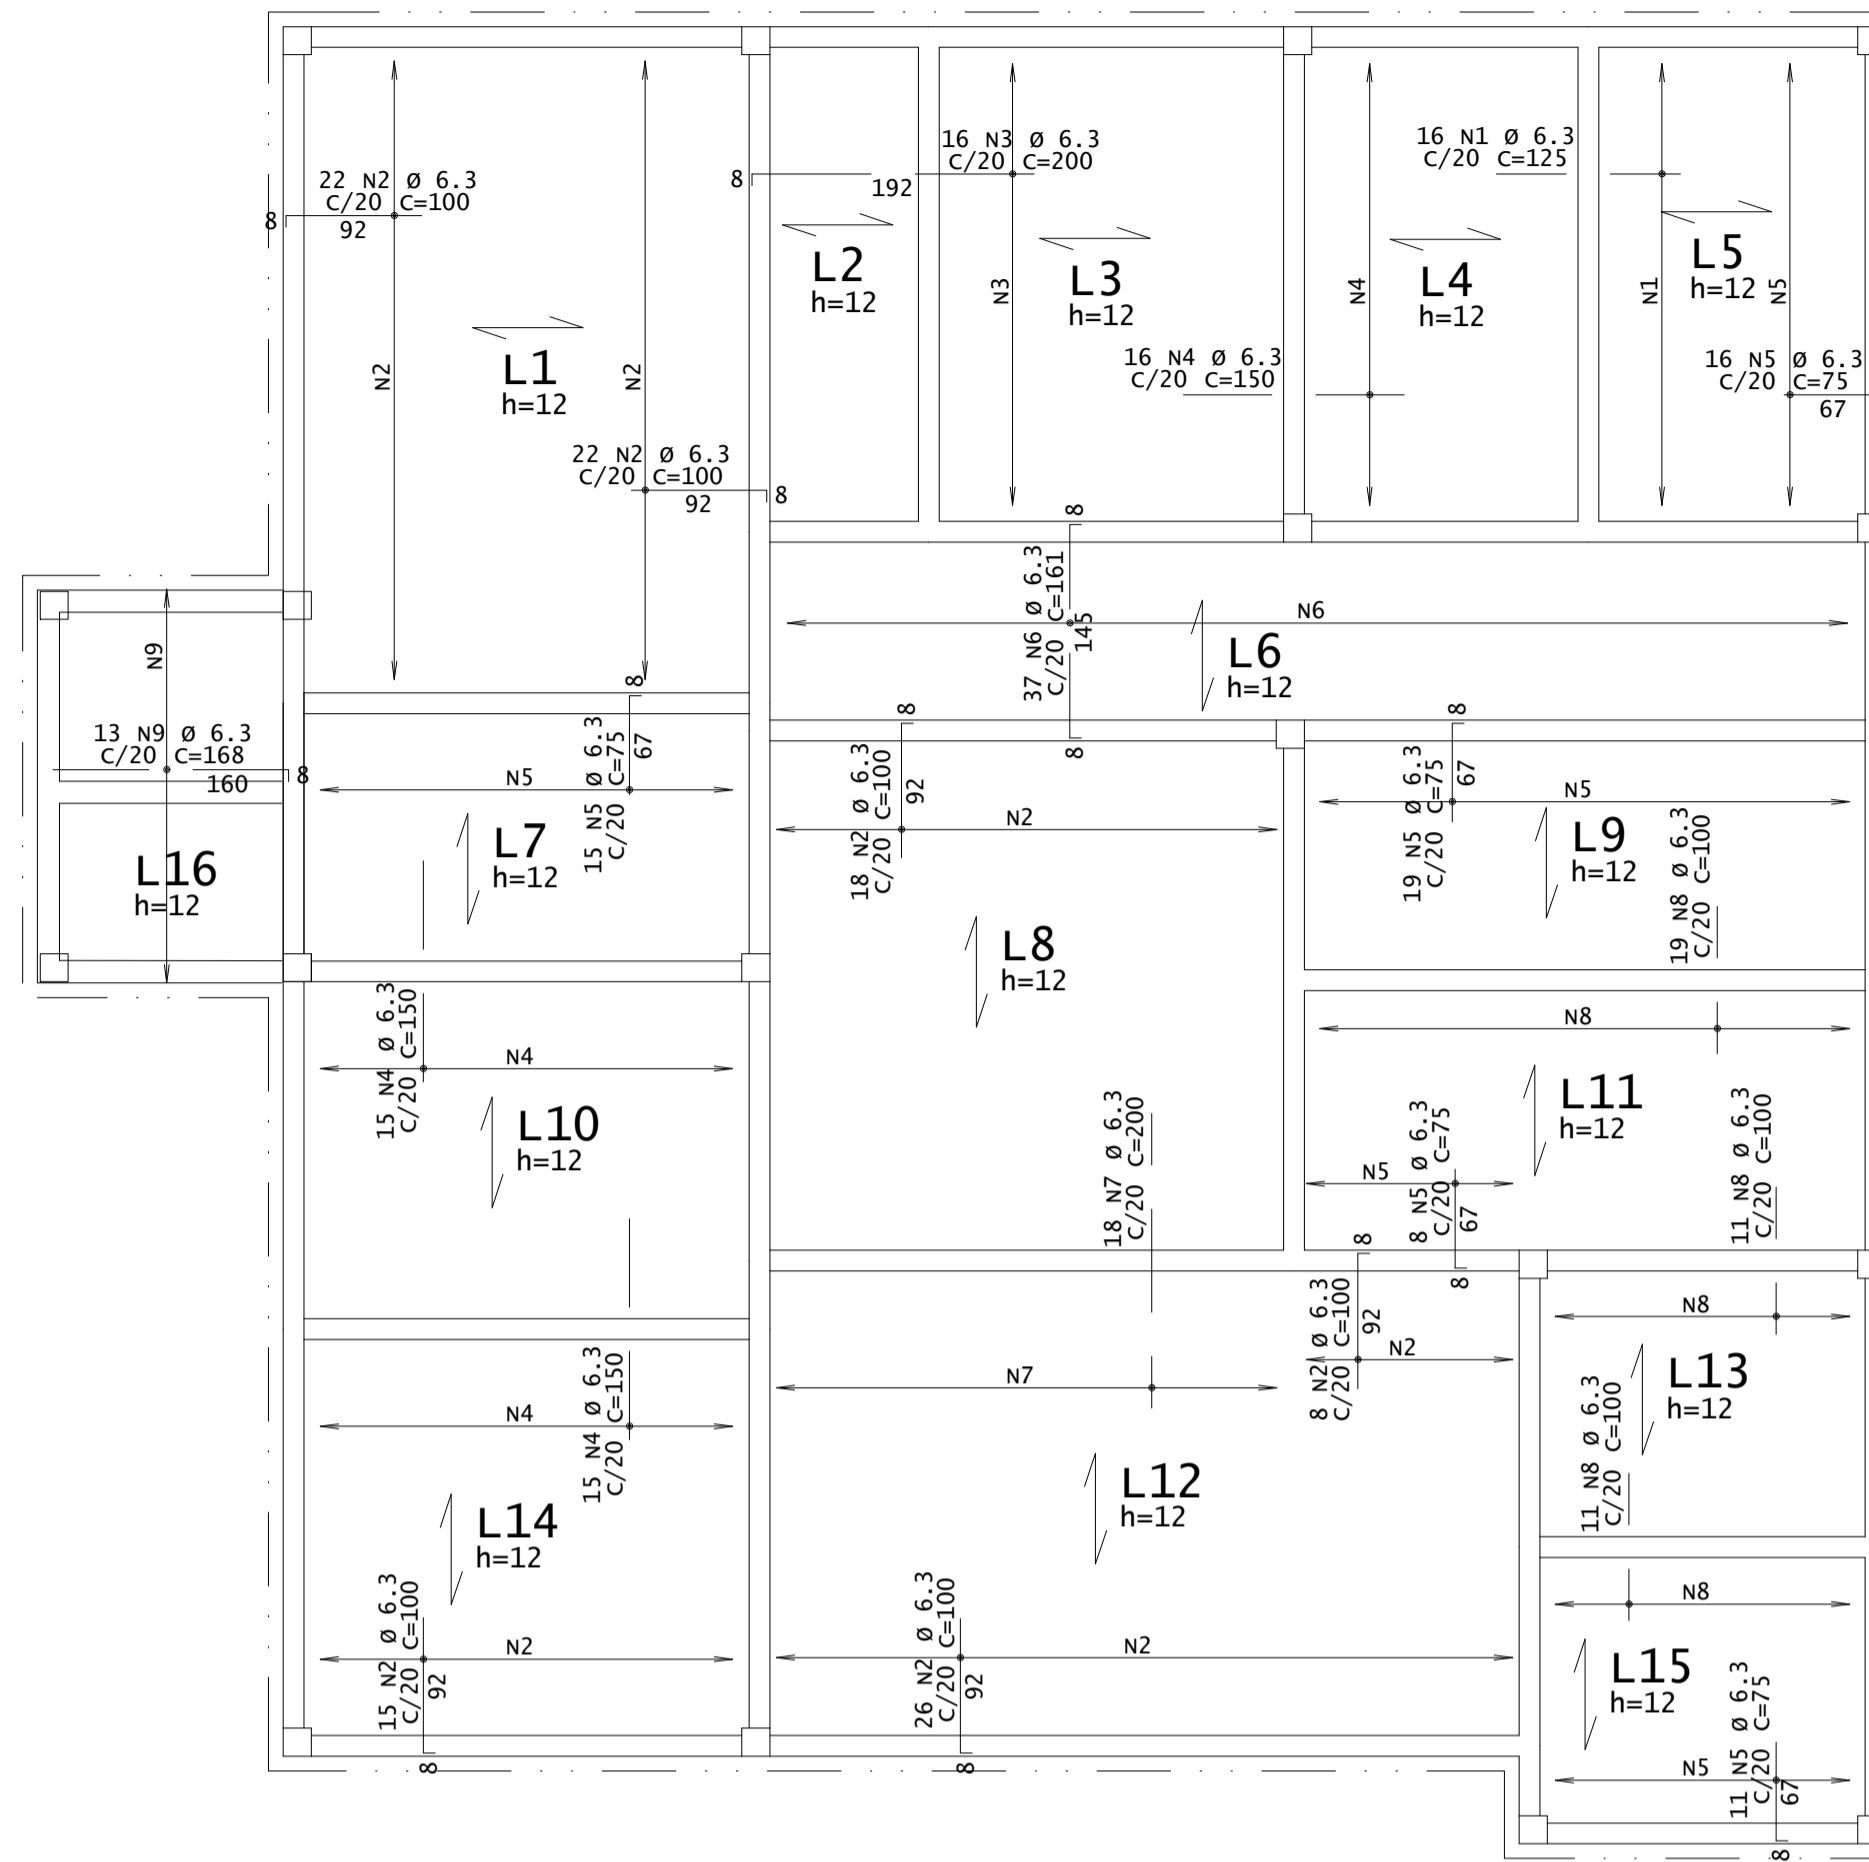 16 N3 Ø 6.3
C/20 C=200
192
8
16 N1 Ø 6.3
C/20 C=125
22 N2 Ø 6.3
C/20 C=100
92
8
L2
h=12
L3
h=12
L4
h=12
L5
h=12
N3
N4
N1
N5
L1
h=12
N2
N2
16 N4 Ø 6.3
C/20 C=150
16 N5 Ø 6.3
C/20 C=75
67
22 N2 Ø 6.3
C/20 C=100
92
8
8
37 N6 Ø 6.3
C/20 C=161
145
8
N6
L6
h=12
N9
13 N9 Ø 6.3
C/20 C=168
160
8
L16
h=12
8
15 N5 Ø 6.3
C/20 C=75
67
N5
L7
h=12
8
18 N2 Ø 6.3
C/20 C=100
92
N2
L8
h=12
8
19 N5 Ø 6.3
C/20 C=75
67
N5
L9
h=12
19 N8 Ø 6.3
C/20 C=100
15 N4 Ø 6.3
C/20 C=150
N4
L10
h=12
N8
L11
h=12
18 N7 Ø 6.3
C/20 C=200
N5
8 N5 Ø 6.3
C/20 C=75
67
8
11 N8 Ø 6.3
C/20 C=100
8
8 N2 Ø 6.3
C/20 C=100
92
N2
N7
L12
h=12
N8
L13
h=12
11 N8 Ø 6.3
C/20 C=100
15 N4 Ø 6.3
C/20 C=150
N4
L14
h=12
15 N2 Ø 6.3
C/20 C=100
92
N2
8
26 N2 Ø 6.3
C/20 C=100
92
N2
8
N8
L15
h=12
11 N5 Ø 6.3
C/20 C=75
67
N5
8